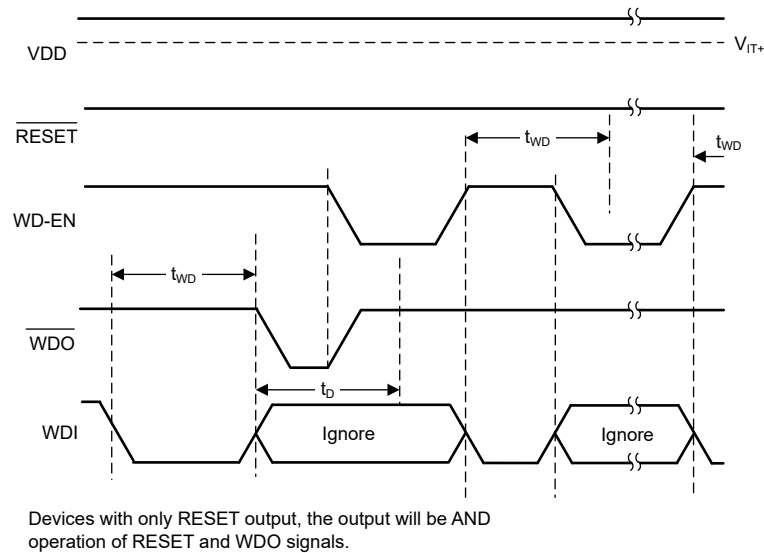 VDD
V_IT+
RESET
t_WD
t_WD
WD-EN
t_WD
WDO
t_D
WDI
Ignore
Ignore
Devices with only RESET output, the output will be AND
operation of RESET and WDO signals.